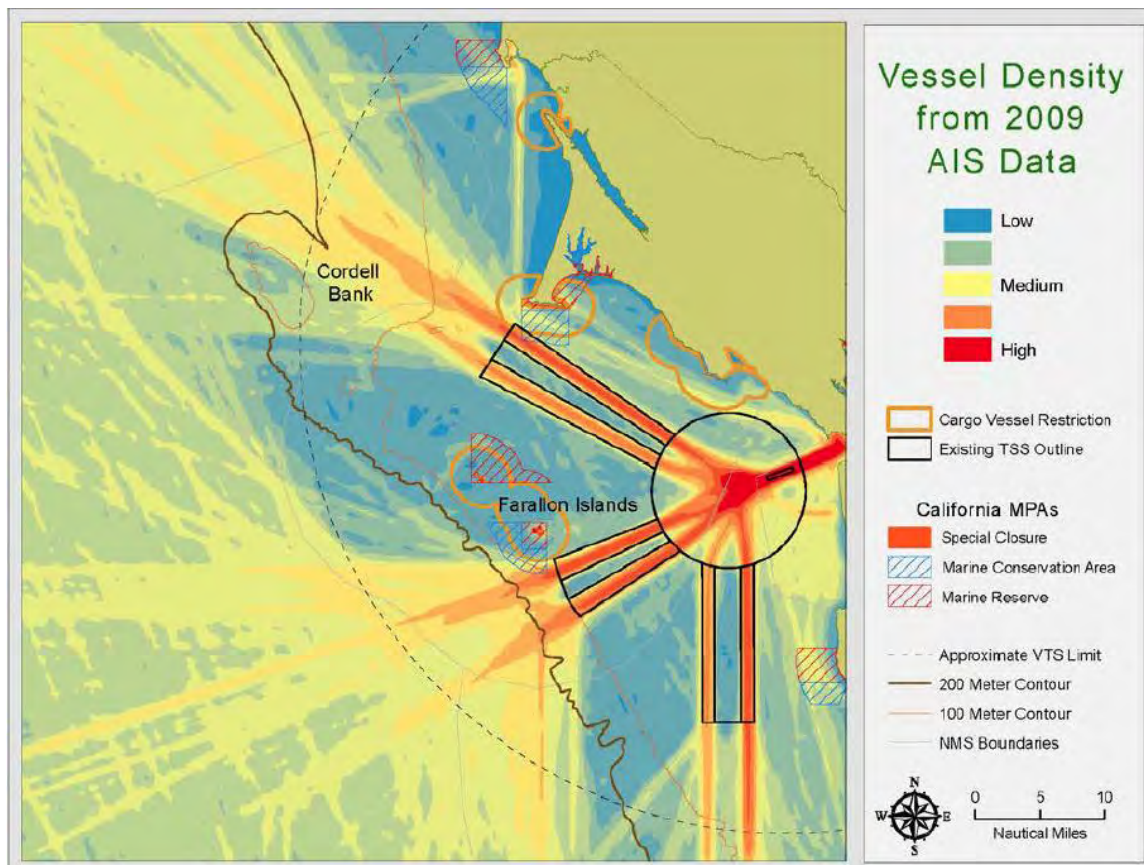 Vessel Density
from 2009
AIS Data
Low
Medium
High
Cargo Vessel Restriction
Existing TSS Outline
California MPAs
Special Closure
Marine Conservation Area
Marine Reserve
Approximate VTS Limit
200 Meter Contour
100 Meter Contour
NMS Boundaries
N
W E
S
0 5 10
Nautical Miles
Cordell
Bank
Farallon Islands